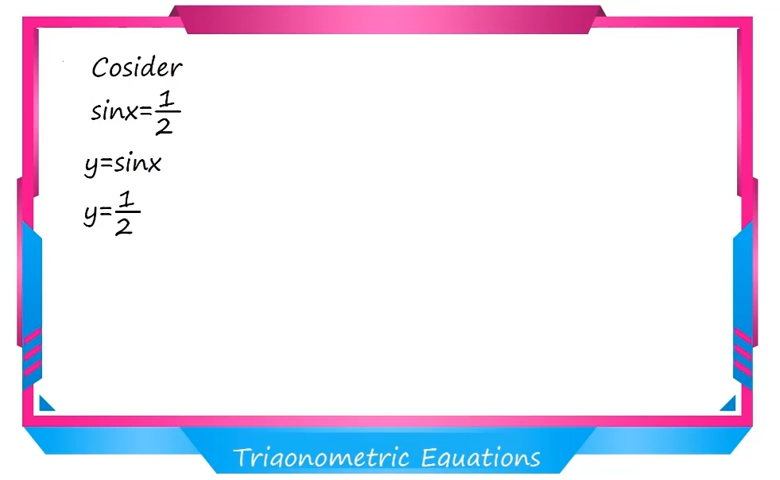 Cosider
sinx=1/2
y=sinx
y=1/2
Trigonometric Equations